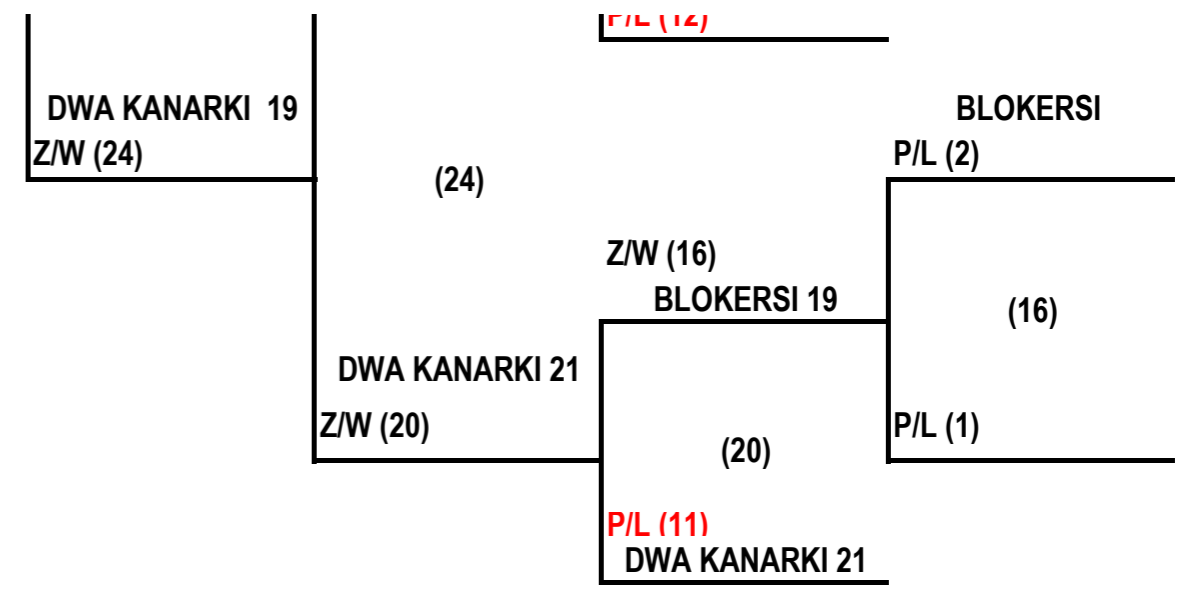 P/L (12)
DWA KANARKI 19
BLOKERSI
Z/W (24)
P/L (2)
(24)
Z/W (16)
BLOKERSI 19
(16)
DWA KANARKI 21
Z/W (20)
P/L (1)
(20)
P/L (11)
DWA KANARKI 21